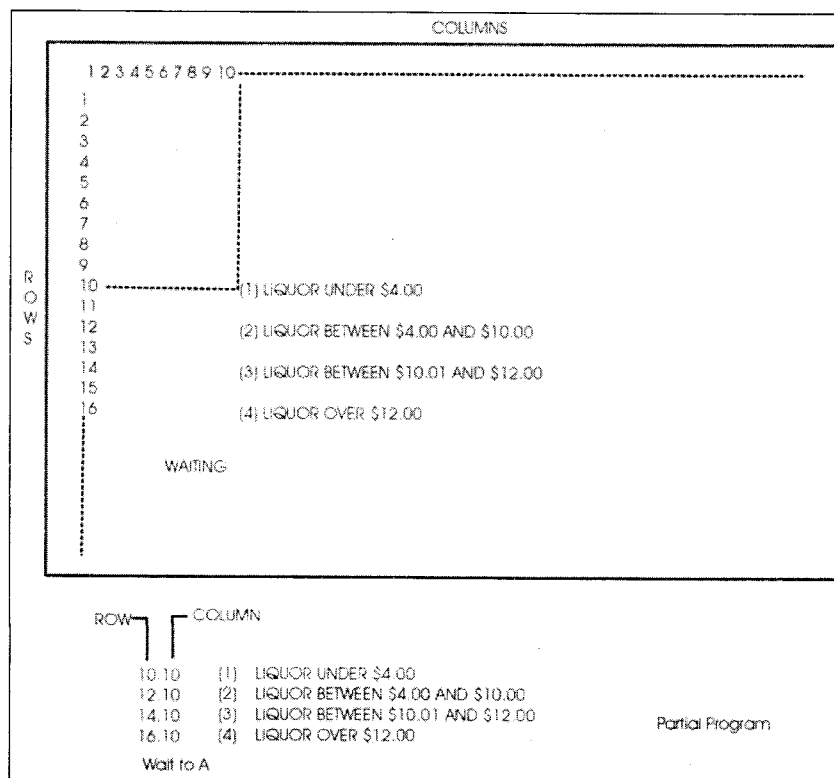 COLUMNS
1 2 3 4 5 6 7 8 9 10
1
2
3
4
5
6
7
8
9
ROWS
10 (1) LIQUOR UNDER $4.00
11
12 (2) LIQUOR BETWEEN $4.00 AND $10.00
13
14 (3) LIQUOR BETWEEN $10.01 AND $12.00
15
16 (4) LIQUOR OVER $12.00
WAITING
ROW COLUMN
10.10 (1) LIQUOR UNDER $4.00
12.10 (2) LIQUOR BETWEEN $4.00 AND $10.00
14.10 (3) LIQUOR BETWEEN $10.01 AND $12.00
16.10 (4) LIQUOR OVER $12.00
Partial Program
Wait to A